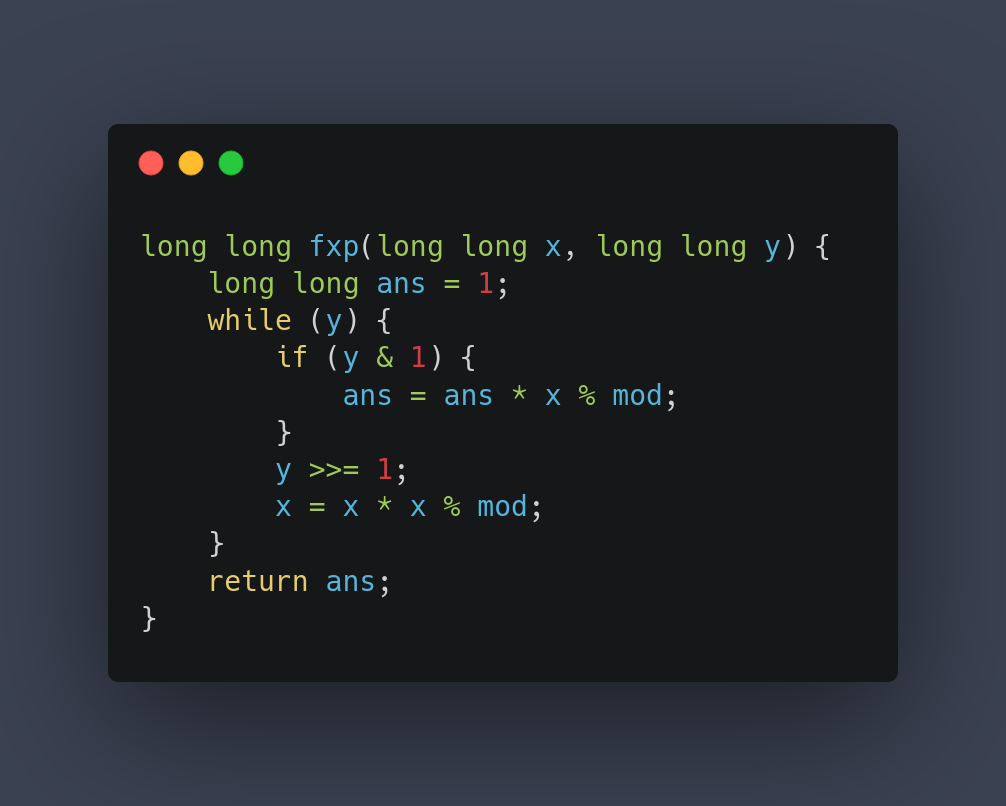 long long fxp(long long x, long long y) {
    long long ans = 1;
    while (y) {
        if (y & 1) {
            ans = ans * x % mod;
        }
        y >>= 1;
        x = x * x % mod;
    }
    return ans;
}